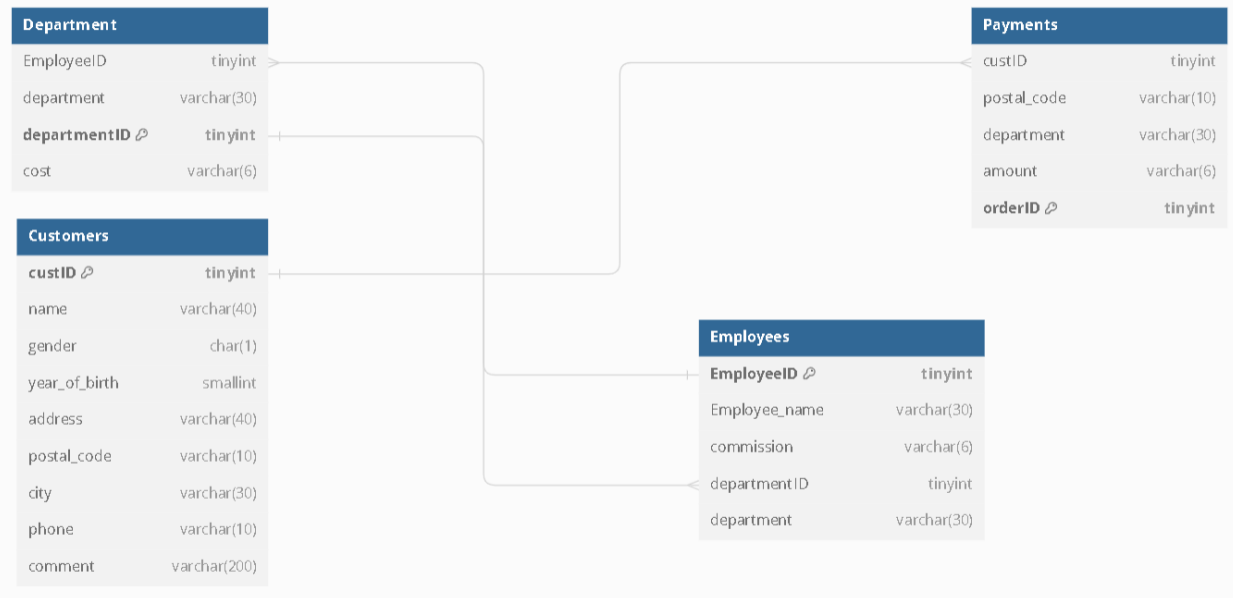 Department
EmployeeID tinyint
department varchar(30)
departmentID tinyint
cost varchar(6)
Customers
custID tinyint
name varchar(40)
gender char(1)
year_of_birth smallint
address varchar(40)
postal_code varchar(10)
city varchar(30)
phone varchar(10)
comment varchar(200)
Payments
custID tinyint
postal_code varchar(10)
department varchar(30)
amount varchar(6)
orderID tinyint
Employees
EmployeeID tinyint
Employee_name varchar(30)
commission varchar(6)
departmentID tinyint
department varchar(30)